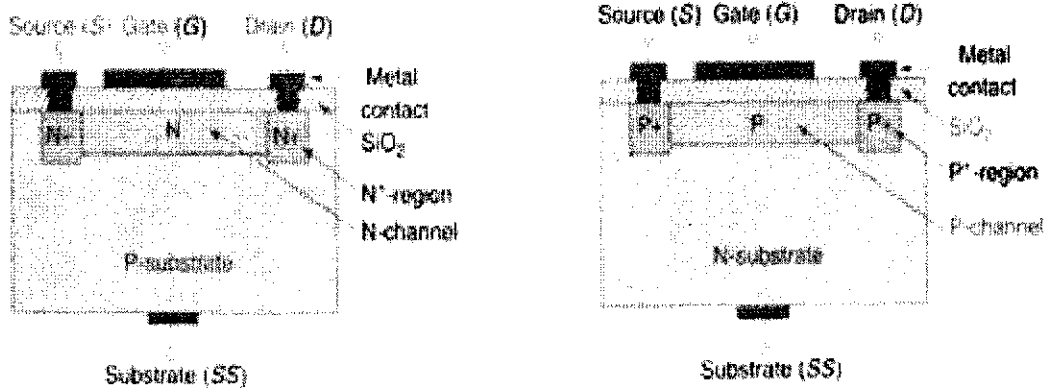 Source (S) Gate (G) Drain (D)
Metal
contact
SiO2
N+ N N+
N+-region
N-channel
P-substrate
Substrate (SS)
Source (S) Gate (G) Drain (D)
Metal
contact
SiO2
P+ P P+
P+-region
P-channel
N-substrate
Substrate (SS)